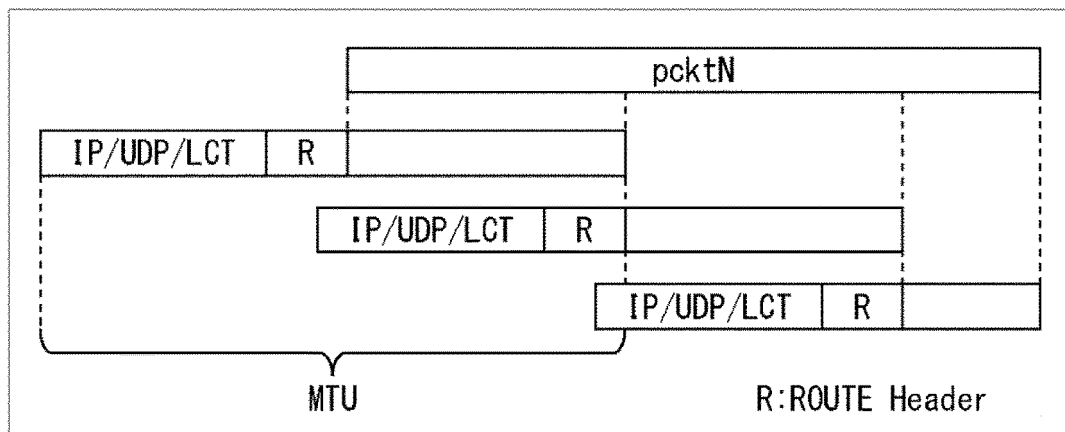 pcktN
IP/UDP/LCT R
IP/UDP/LCT R
IP/UDP/LCT R
MTU
R:ROUTE Header